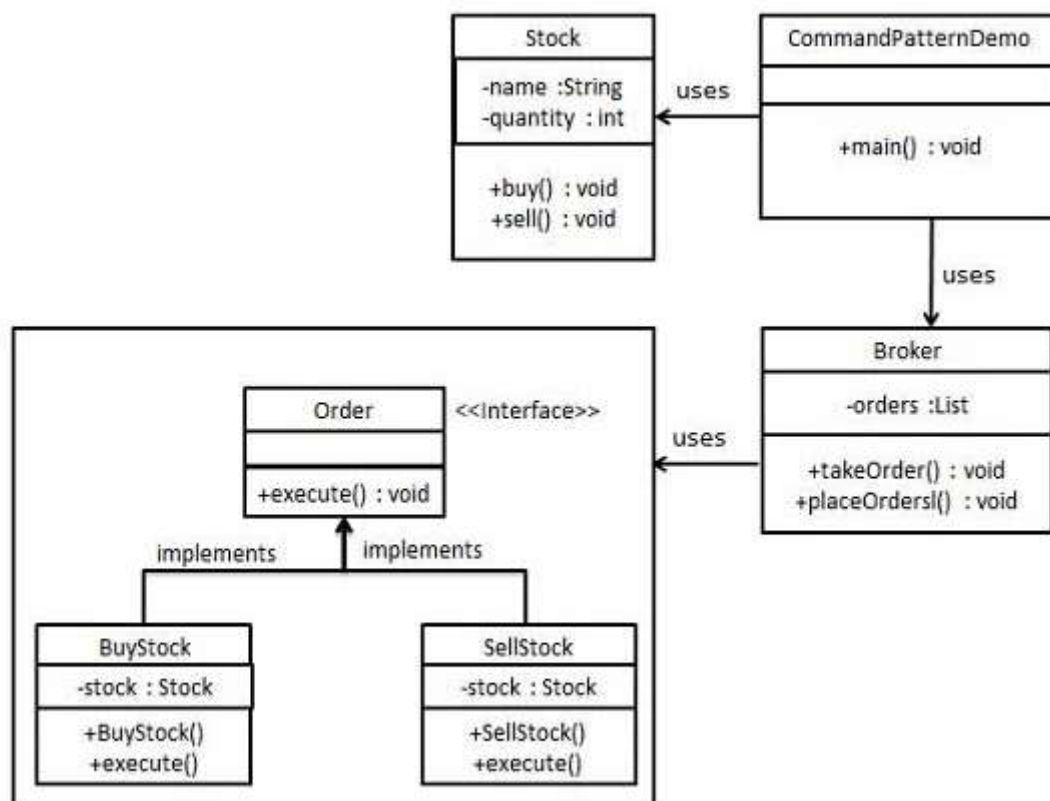 Stock
-name :String
-quantity : int
+buy() : void
+sell() : void
uses
CommandPatternDemo
+main() : void
uses
Broker
-orders :List
+takeOrder() : void
+placeOrdersl() : void
uses
Order
<<Interface>>
+execute() : void
implements
implements
BuyStock
-stock : Stock
+BuyStock()
+execute()
SellStock
-stock : Stock
+SellStock()
+execute()